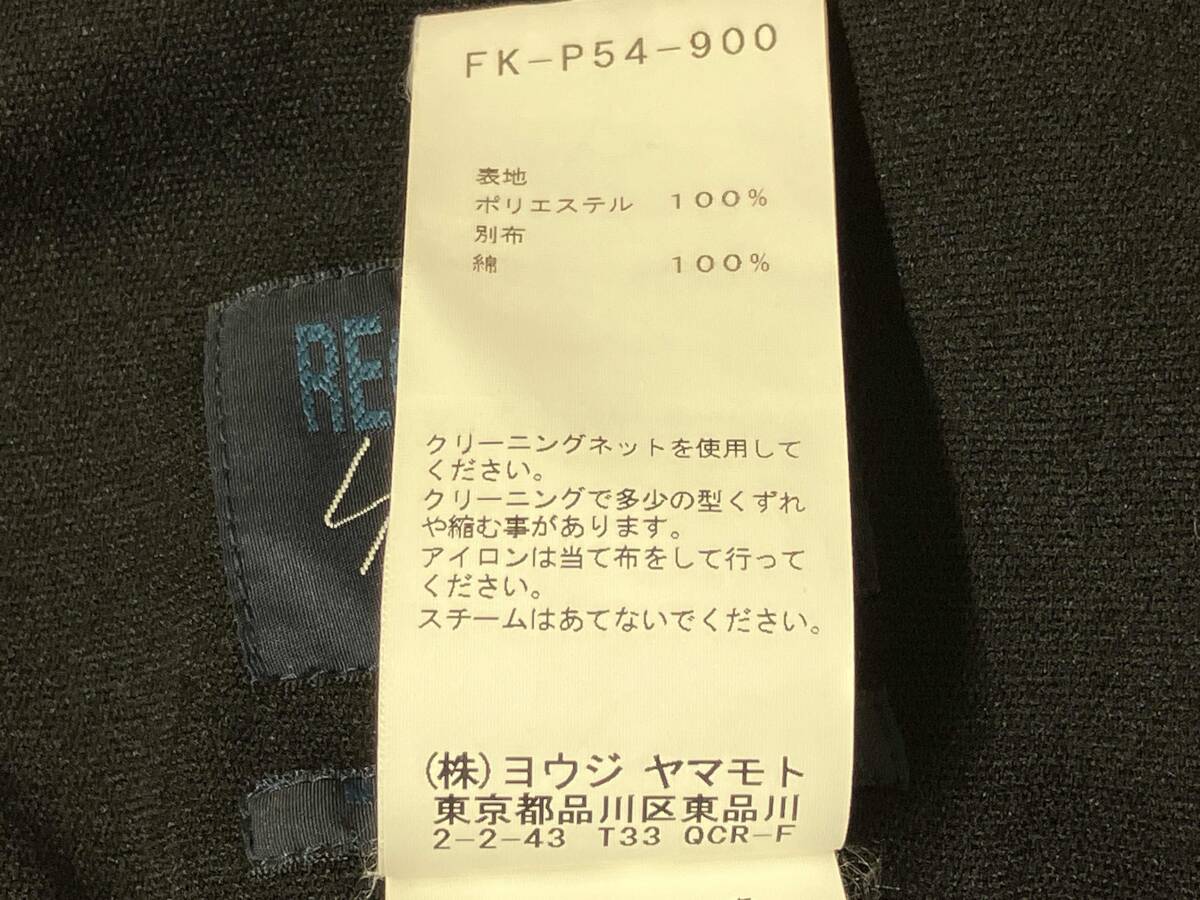 FK-P54-900
表地
ポリエステル 100%
別布
綿 100%
クリーニングネットを使用して
ください。
クリーニングで多少の型くずれ
や縮む事があります。
アイロンは当て布をして行って
ください。
スチームはあてないでください。
(株)ヨウジ ヤマモト
東京都品川区東品川
2-2-43 T33 QCR-F